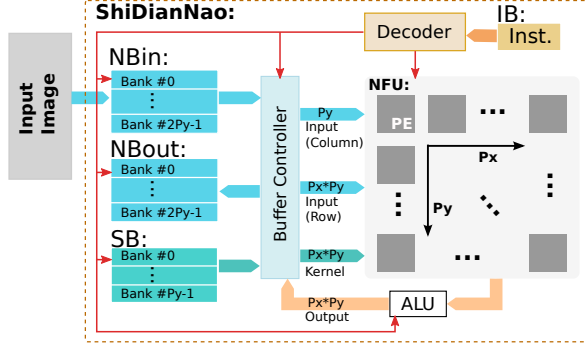 ShiDianNao:
IB:
Decoder
Inst.
Input
Image
NBin:
Bank #0
⋮
Bank #2Py-1
NBout:
Bank #0
⋮
Bank #2Py-1
SB:
Bank #0
⋮
Bank #Py-1
Buffer Controller
Py
Input
(Column)
Px*Py
Input
(Row)
Px*Py
Kernel
Px*Py
Output
NFU:
PE
...
Px
Py
⋮
⋱
⋮
...
ALU